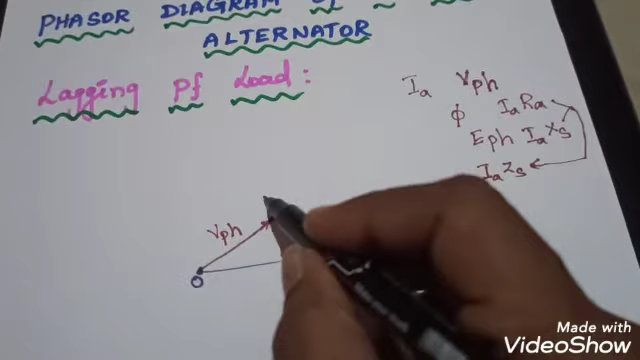 PHASOR DIAGRAM
ALTERNATOR
Lagging Pf Load:
Ia Vph
ϕ IaRa
Eph IaXs
IaZs
Vph
O
Made with
VideoShow